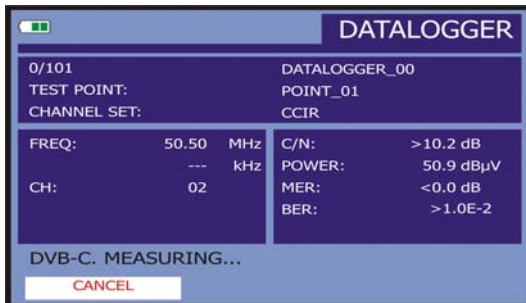 DATALOGGER
0/101 DATALOGGER_00
TEST POINT: POINT_01
CHANNEL SET: CCIR
FREQ: 50.50 MHz
--- kHz
CH: 02
C/N: >10.2 dB
POWER: 50.9 dBµV
MER: <0.0 dB
BER: >1.0E-2
DVB-C. MEASURING...
CANCEL